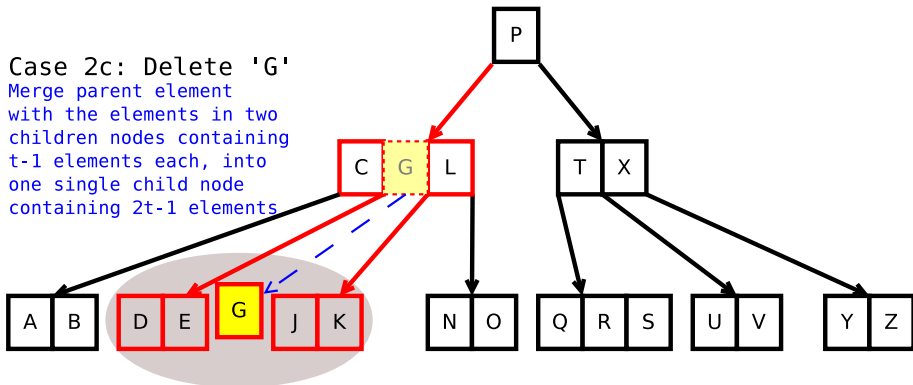 P
Case 2c: Delete 'G'
Merge parent element
with the elements in two
children nodes containing
t-1 elements each, into
one single child node
containing 2t-1 elements
C G L
T X
A B
D E
G
J K
N O
Q R S
U V
Y Z